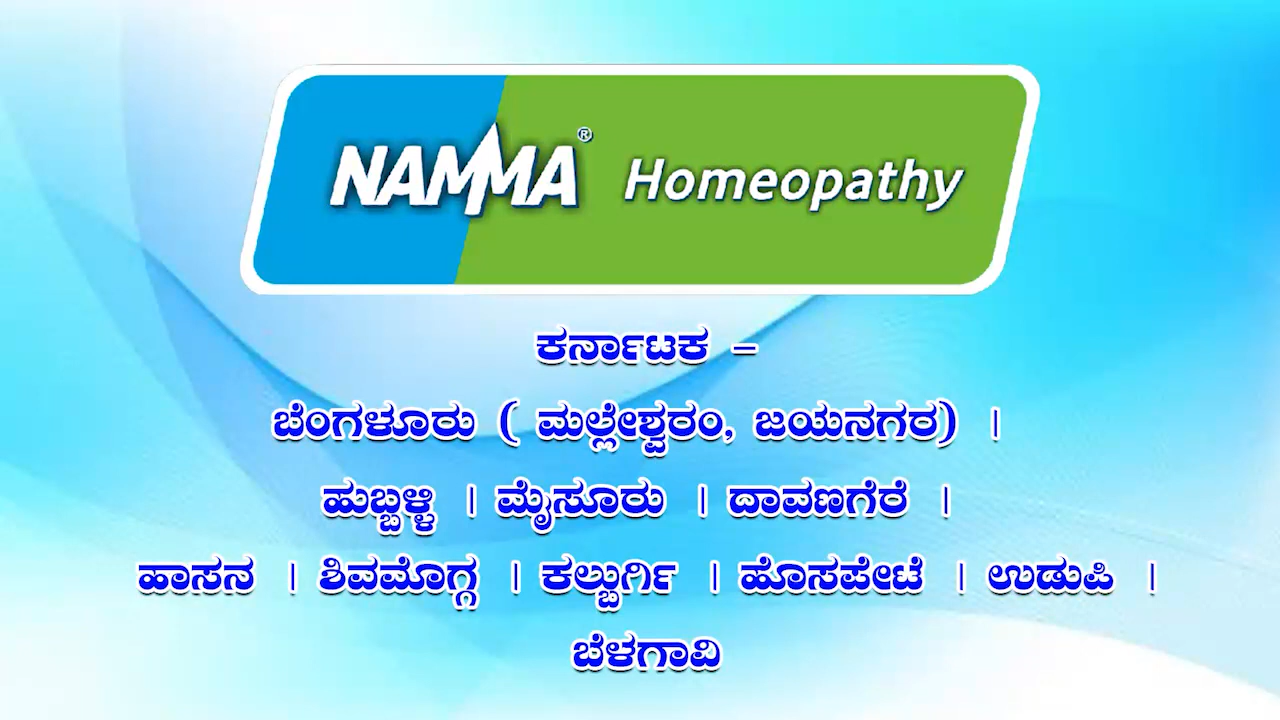 NAMMA® Homeopathy
ಕರ್ನಾಟಕ –
ಬೆಂಗಳೂರು ( ಮಲ್ಲೇಶ್ವರಂ, ಜಯನಗರ) |
ಹುಬ್ಬಳ್ಳಿ | ಮೈಸೂರು | ದಾವಣಗೆರೆ |
ಹಾಸನ | ಶಿವಮೊಗ್ಗ | ಕಲ್ಬುರ್ಗಿ | ಹೊಸಪೇಟೆ | ಉಡುಪಿ |
ಬೆಳಗಾವಿ